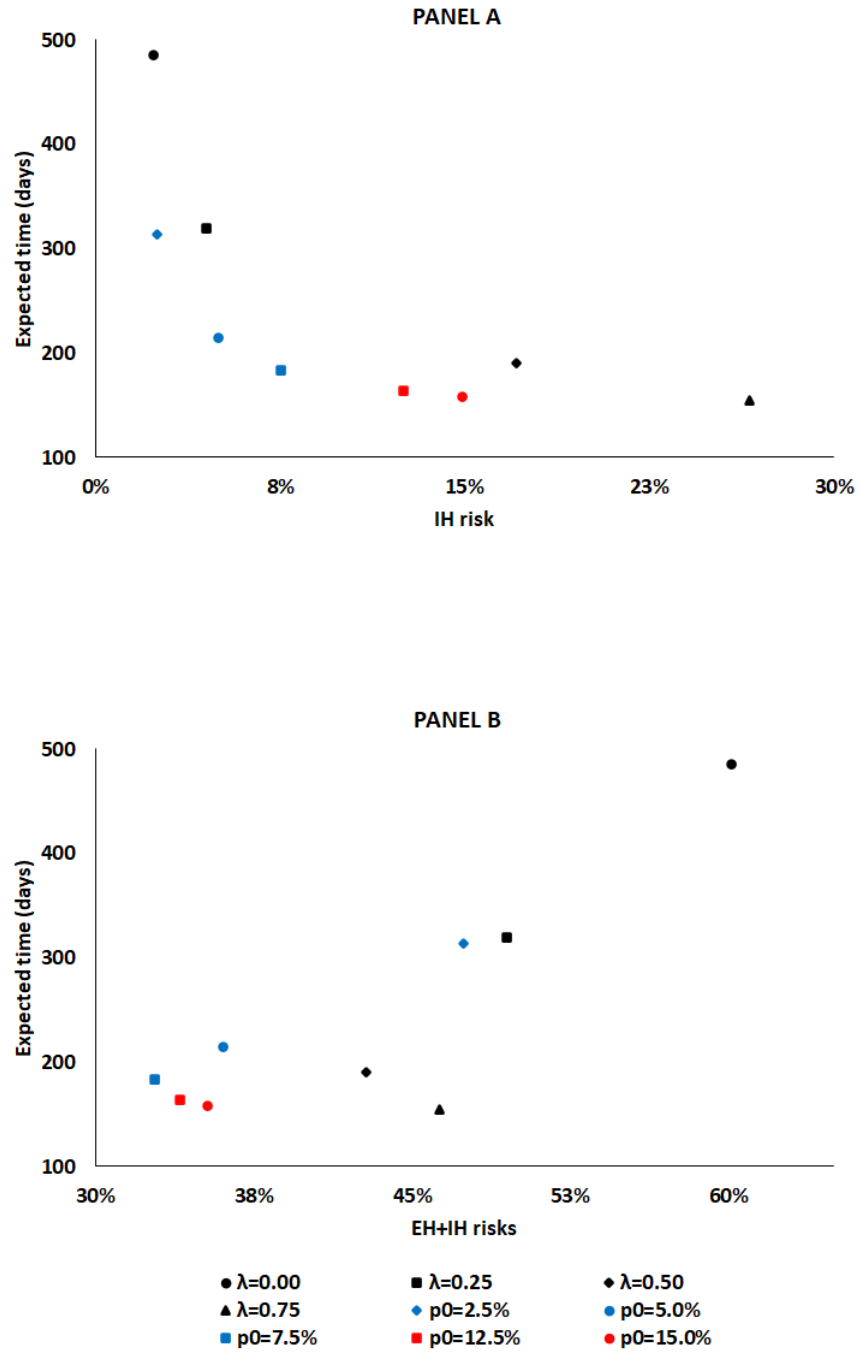 PANEL A
500
400
300
200
100
Expected time (days)
0% 8% 15% 23% 30%
IH risk
PANEL B
500
400
300
200
100
Expected time (days)
30% 38% 45% 53% 60%
EH+IH risks
λ=0.00 λ=0.25 λ=0.50
λ=0.75 p0=2.5% p0=5.0%
p0=7.5% p0=12.5% p0=15.0%